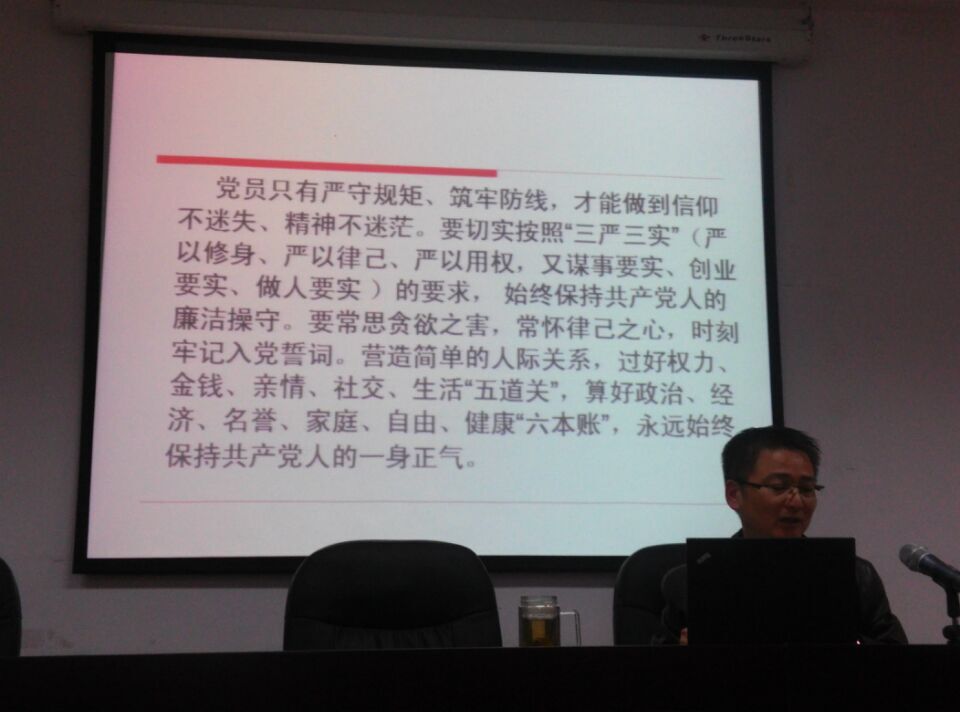 ThreeStars
党员只有严守规矩、筑牢防线，才能做到信仰
不迷失、精神不迷茫。要切实按照“三严三实”（严
以修身、严以律己、严以用权，又谋事要实、创业
要实、做人要实 ）的要求， 始终保持共产党人的
廉洁操守。要常思贪欲之害，常怀律己之心，时刻
牢记入党誓词。营造简单的人际关系，过好权力、
金钱、亲情、社交、生活“五道关”，算好政治、经
济、名誉、家庭、自由、健康“六本账”，永远始终
保持共产党人的一身正气。